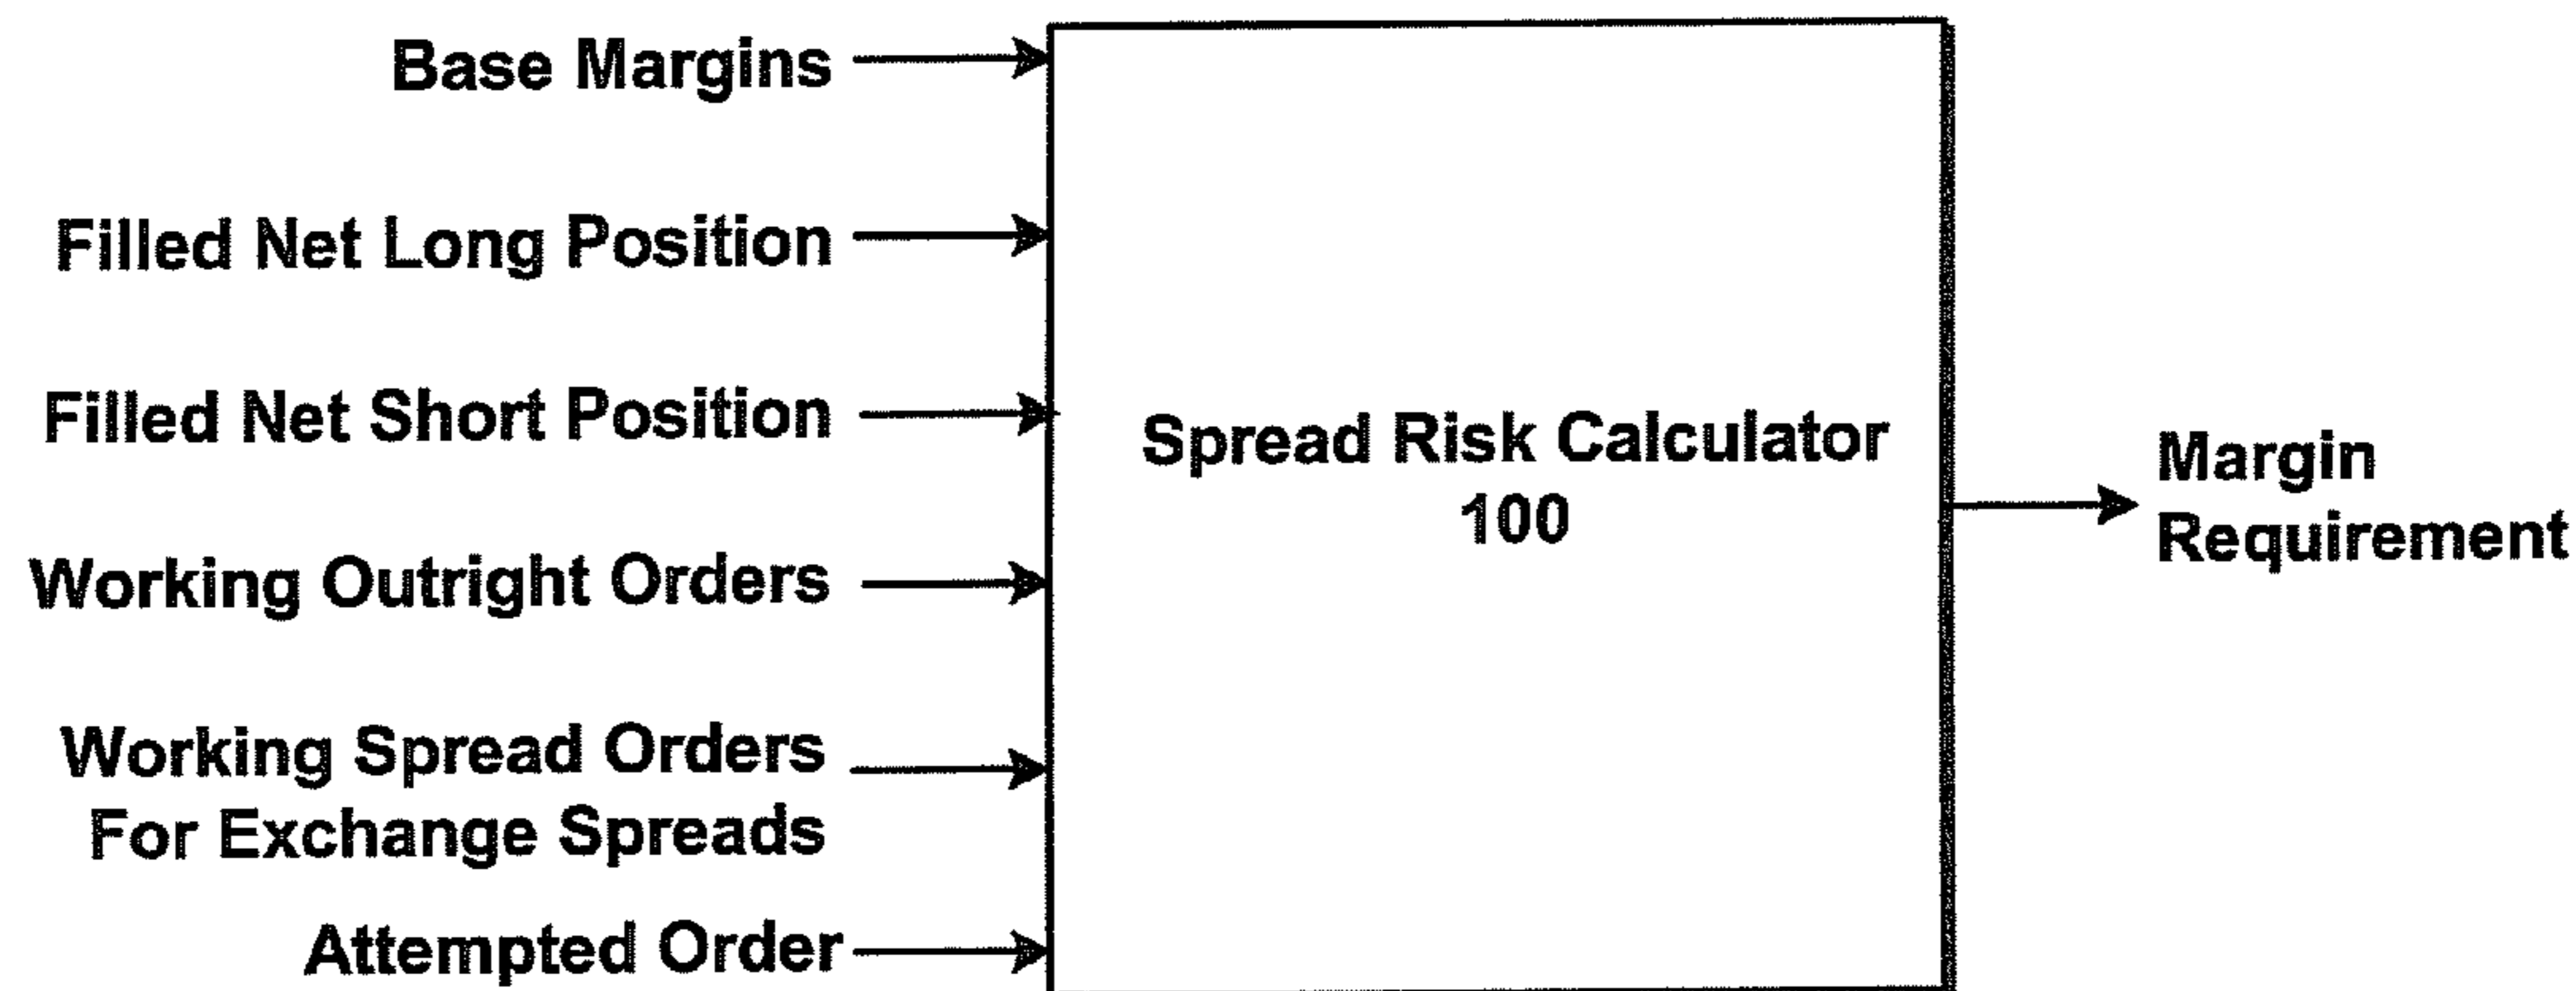 Base Margins
Filled Net Long Position
Filled Net Short Position
Working Outright Orders
Working Spread Orders
For Exchange Spreads
Attempted Order
Spread Risk Calculator
100
Margin
Requirement